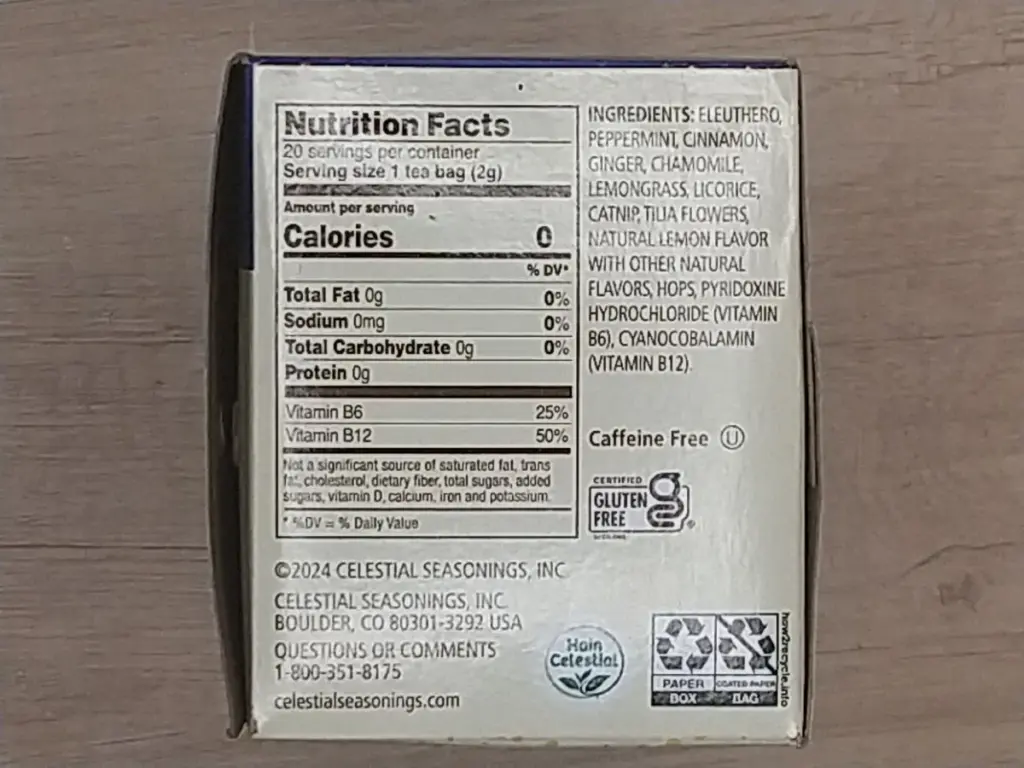 Nutrition Facts
20 servings per container
Serving size 1 tea bag (2g)
Amount per serving
Calories 0
% DV*
Total Fat 0g 0%
Sodium 0mg 0%
Total Carbohydrate 0g 0%
Protein 0g
Vitamin B6 25%
Vitamin B12 50%
Not a significant source of saturated fat, trans
fat, cholesterol, dietary fiber, total sugars, added
sugars, vitamin D, calcium, iron and potassium.
* %DV = % Daily Value
INGREDIENTS: ELEUTHERO,
PEPPERMINT, CINNAMON,
GINGER, CHAMOMILE,
LEMONGRASS, LICORICE,
CATNIP, TILIA FLOWERS,
NATURAL LEMON FLAVOR
WITH OTHER NATURAL
FLAVORS, HOPS, PYRIDOXINE
HYDROCHLORIDE (VITAMIN
B6), CYANOCOBALAMIN
(VITAMIN B12).
Caffeine Free U
CERTIFIED
GLUTEN
FREE
©2024 CELESTIAL SEASONINGS, INC.
CELESTIAL SEASONINGS, INC.
BOULDER, CO 80301-3292 USA
QUESTIONS OR COMMENTS
1-800-351-8175
celestialseasonings.com
Hain
Celestial
PAPER
BOX
COATED PAPER
BAG
how2recycle.info